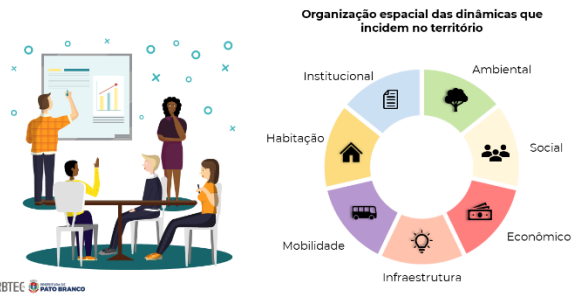 Organização espacial das dinâmicas que
incidem no território
Institucional
Ambiental
Habitação
Social
Mobilidade
Econômico
Infraestrutura
PATO BRANCO